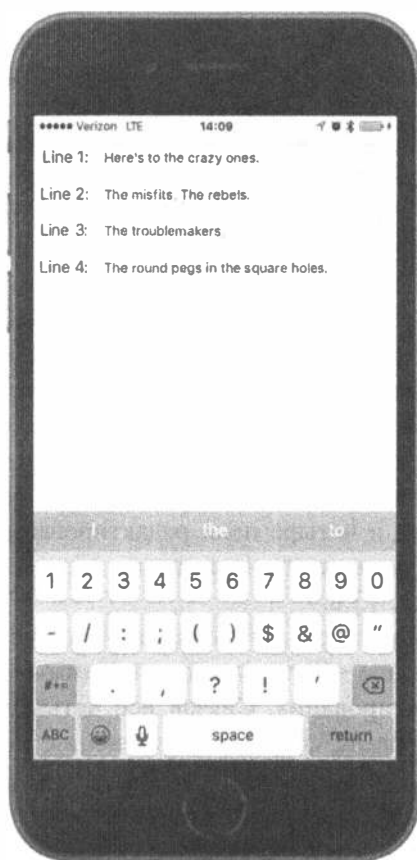 Verizon LTE 14:09
Line 1: Here's to the crazy ones.
Line 2: The misfits. The rebels.
Line 3: The troublemakers
Line 4: The round pegs in the square holes.
I the to
1 2 3 4 5 6 7 8 9 0
- / : ; ( ) $ & @ "
#+= . , ? ! '
ABC space return